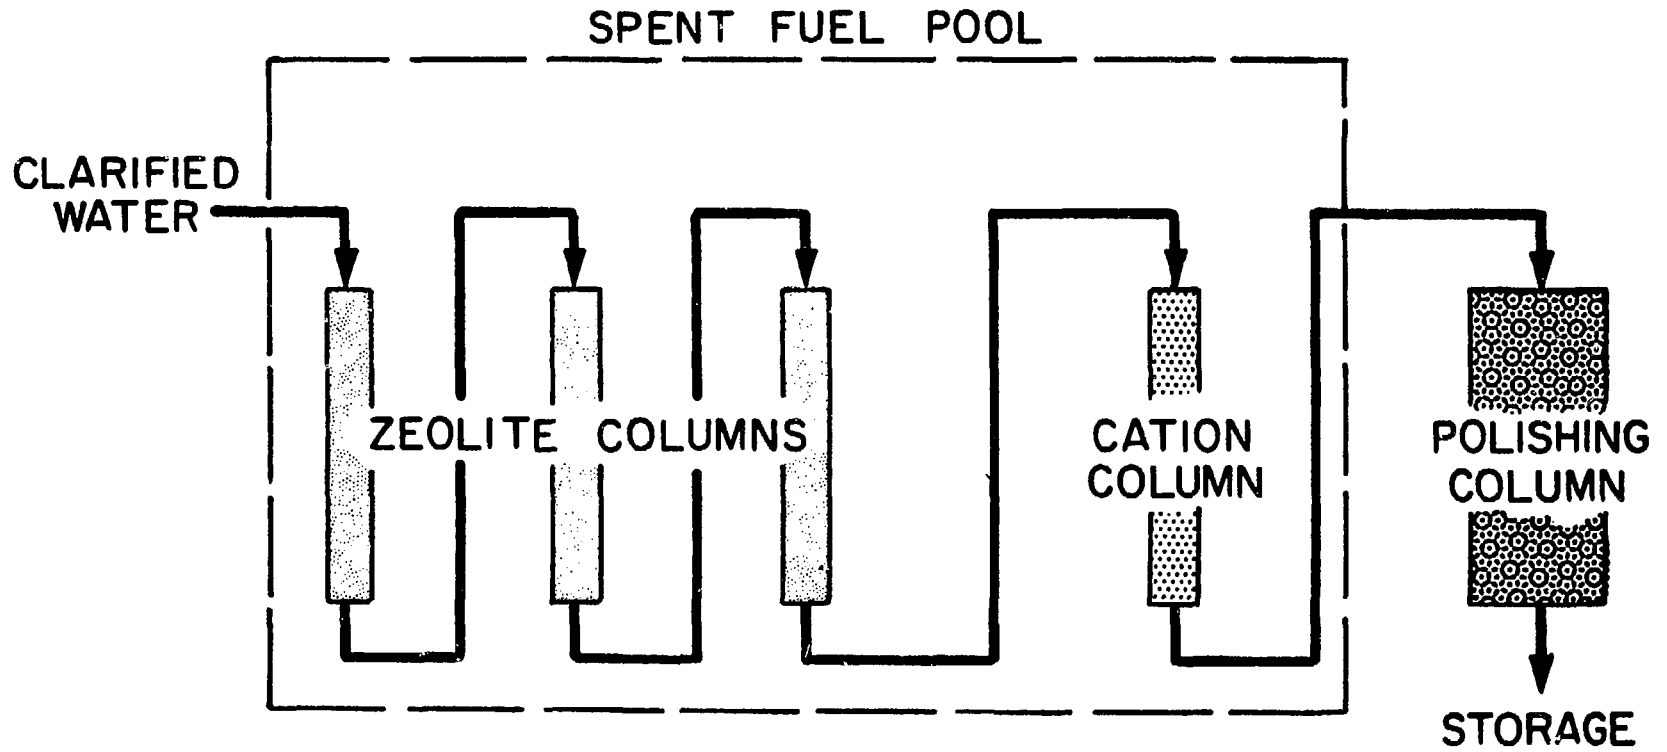 SPENT FUEL POOL
CLARIFIED
WATER
ZEOLITE COLUMNS
CATION
COLUMN
POLISHING
COLUMN
STORAGE